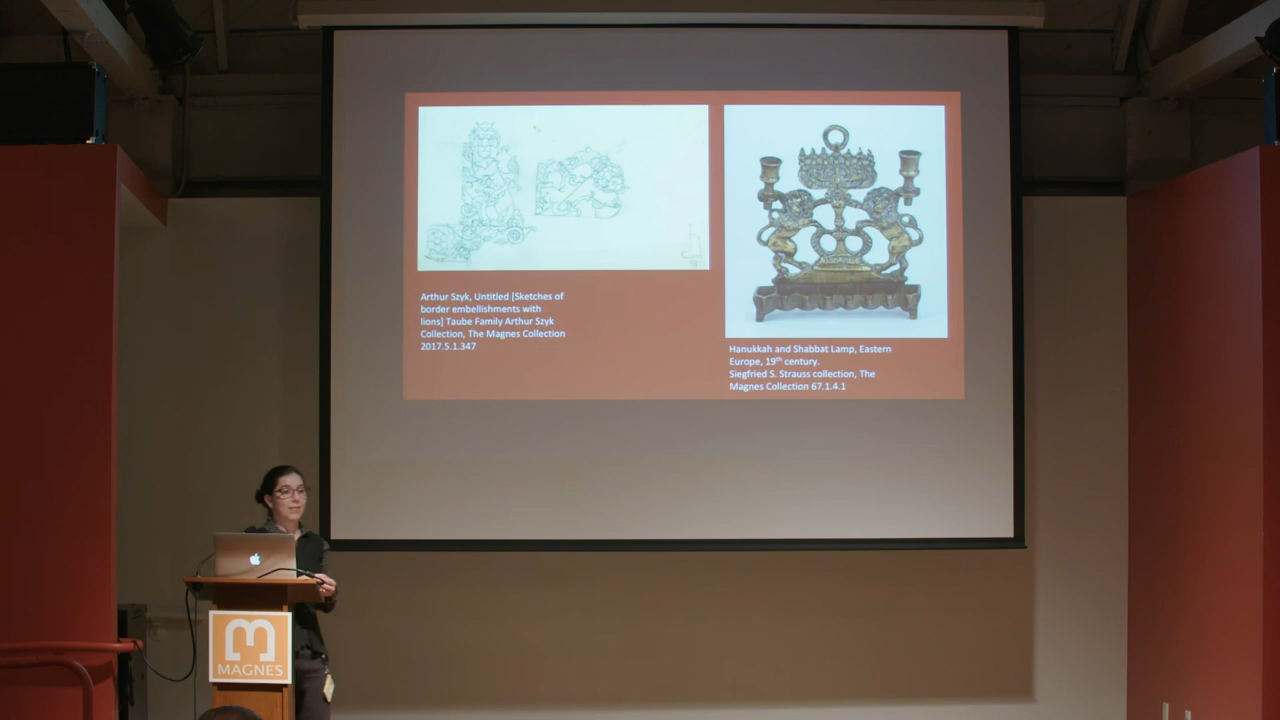 Arthur Szyk, Untitled [Sketches of
border embellishments with
lions] Taube Family Arthur Szyk
Collection, The Magnes Collection
2017.5.1.347
Hanukkah and Shabbat Lamp, Eastern
Europe, 19th century.
Siegfried S. Strauss collection, The
Magnes Collection 67.1.4.1
MAGNES